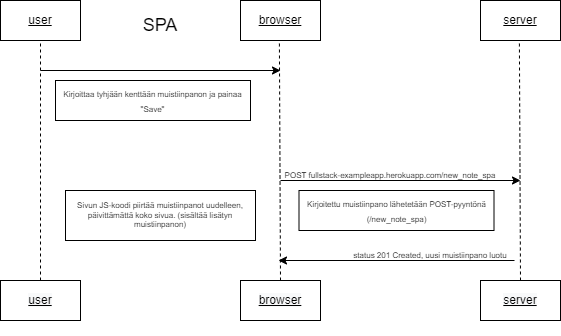 user
SPA
browser
server
Kirjoittaa tyhjään kenttään muistiinpanon ja painaa
"Save"
POST fullstack-exampleapp.herokuapp.com/new_note_spa
Sivun JS-koodi piirtää muistiinpanot uudelleen,
päivittämättä koko sivua. (sisältää lisätyn
muistiinpanon)
Kirjoitettu muistiinpano lähetetään POST-pyyntönä
(/new_note_spa)
status 201 Created, uusi muistiinpano luotu
user
browser
server